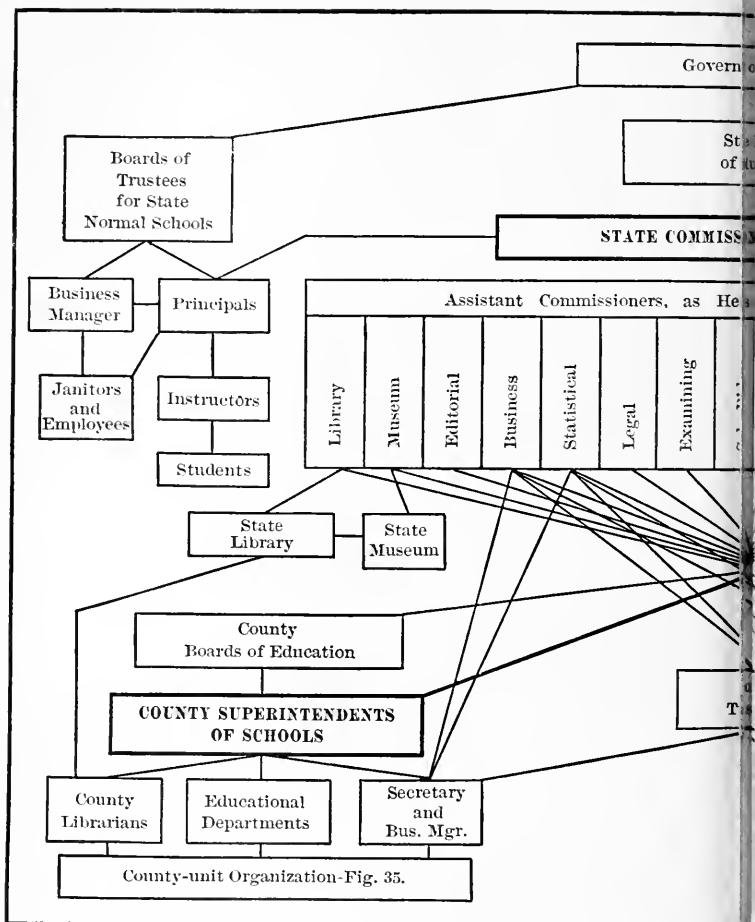 Governo
Boards of
Trustees
for State
Normal Schools
of
STATE COMMISS
Business
Manager
Principals
Assistant Commissioners, as
Janitors
and
Employees
Instructors
Students
Library
Museum
Editorial
Business
Statistical
Legal
Examining
State
Library
State
Museum
County
Boards of Education
COUNTY SUPERINTENDENTS
OF SCHOOLS
County
Librarians
Educational
Departments
Secretary
and
Bus. Mgr.
County-unit Organization-Fig. 35.